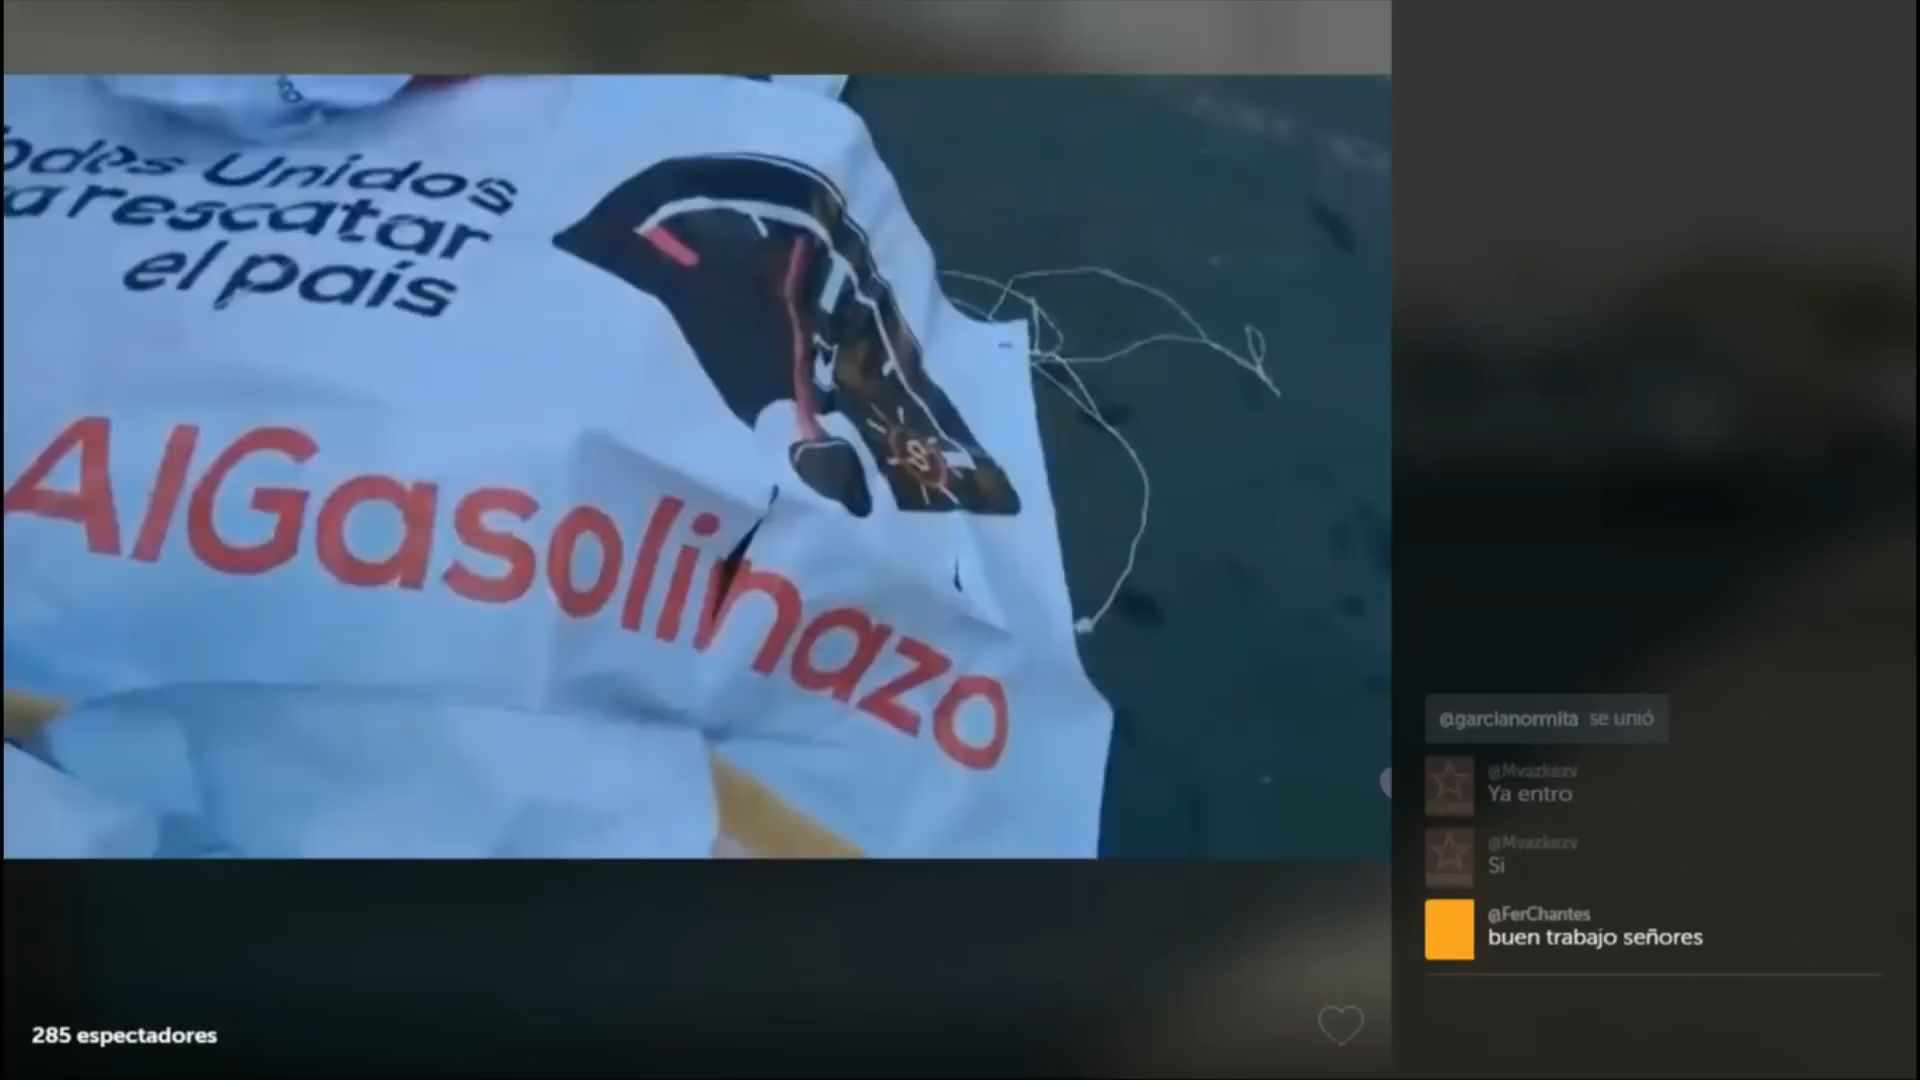 odos Unidos
a rescatar
el país
AlGasolinazo
@garcianormita se unió
@Mvazkezv
Ya entro
@Mvazkezv
Si
@FerChantes
buen trabajo señores
285 espectadores